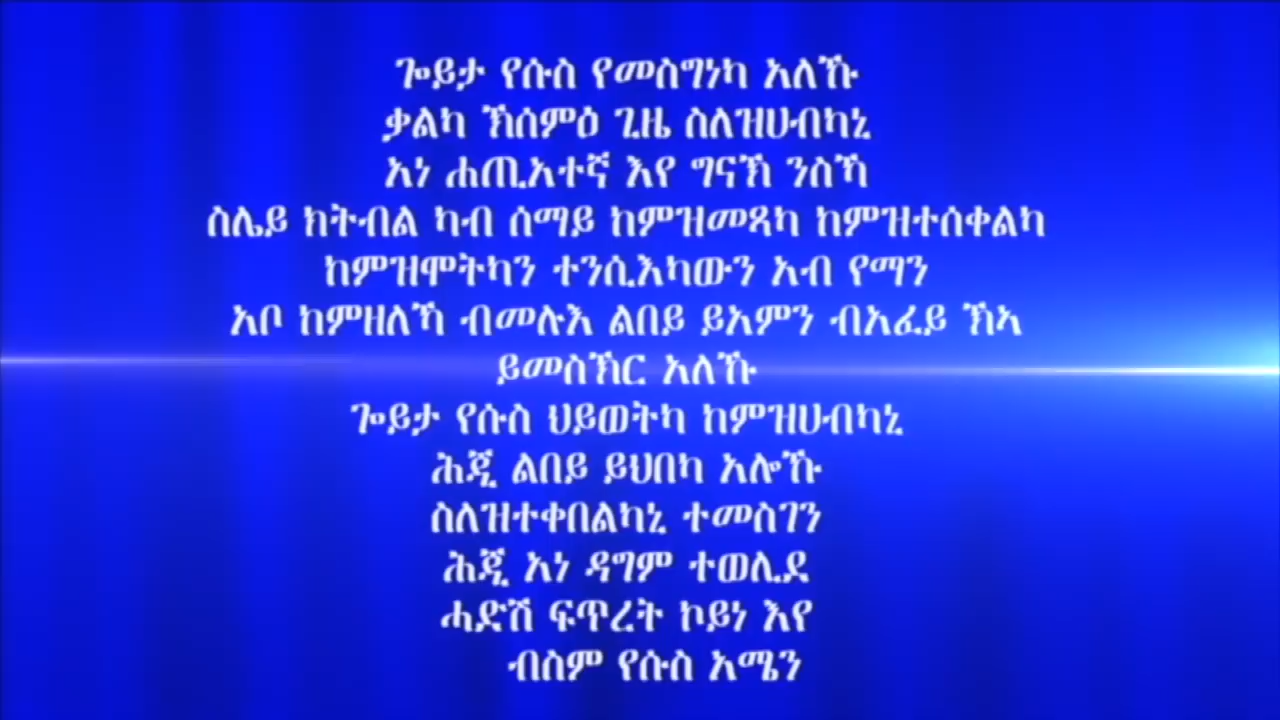 ጐይታ የሱስ የመስግነካ አለኹ
ቃልካ ኽሰምዕ ጊዜ ስለዝሀብካኒ
አነ ሐጢአተኛ እየ ግናኽ ንስኻ
ስሌይ ክትብል ካብ ሰማይ ከምዝመጻካ ከምዝተሰቀልካ
ከምዝሞትካን ተንሲእካውን አብ የማን
አቦ ከምዘለኻ ብመሉእ ልበይ ይአምን ብአፈይ ኽኣ
ይመስኽር አለኹ
ጐይታ የሱስ ህይወትካ ከምዝሀብካኒ
ሕጂ ልበይ ይህበካ አሎኹ
ስለዝተቀበልካኒ ተመስገን
ሕጂ አነ ዳግም ተወሊደ
ሓድሽ ፍጥረት ኮይነ እየ
ብስም የሱስ አሜን